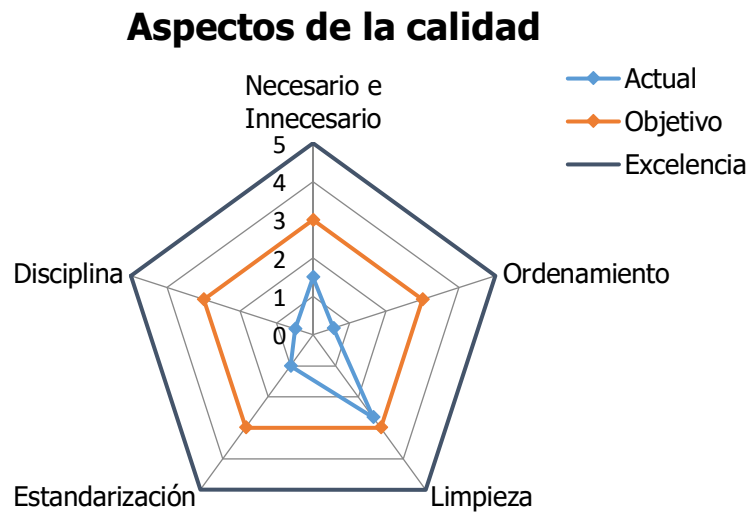 Aspectos de la calidad
Necesario e
Innecesario
Actual
Objetivo
Excelencia
5
4
3
2
1
0
Disciplina
Ordenamiento
Estandarización
Limpieza